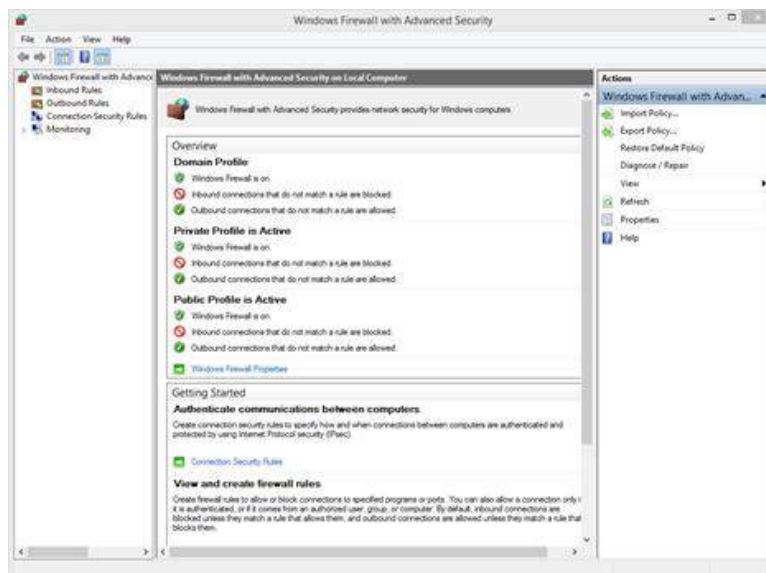 Windows Firewall with Advanced Security
File Action View Help
Windows Firewall with Advance
Inbound Rules
Outbound Rules
Connection Security Rules
Monitoring
Windows Firewall with Advanced Security on Local Computer
Windows Firewall with Advanced Security provides network security for Windows computers.
Overview
Domain Profile
Windows Firewall is on.
Inbound connections that do not match a rule are blocked.
Outbound connections that do not match a rule are allowed.
Private Profile is Active
Windows Firewall is on.
Inbound connections that do not match a rule are blocked.
Outbound connections that do not match a rule are allowed.
Public Profile is Active
Windows Firewall is on.
Inbound connections that do not match a rule are blocked.
Outbound connections that do not match a rule are allowed.
Windows Firewall Properties
Getting Started
Authenticate communications between computers
Create connection security rules to specify how and when connections between computers are authenticated and
protected by using Internet Protocol security (IPsec).
Connection Security Rules
View and create firewall rules
Create firewall rules to allow or block connections to specified programs or ports. You can also allow a connection only i
it is authenticated, or if it comes from an authorized user, group, or computer. By default, inbound connections are
blocked unless they match a rule that allows them, and outbound connections are allowed unless they match a rule that
blocks them.
Actions
Windows Firewall with Advan...
Import Policy...
Export Policy...
Restore Default Policy
Diagnose / Repair
View
Refresh
Properties
Help